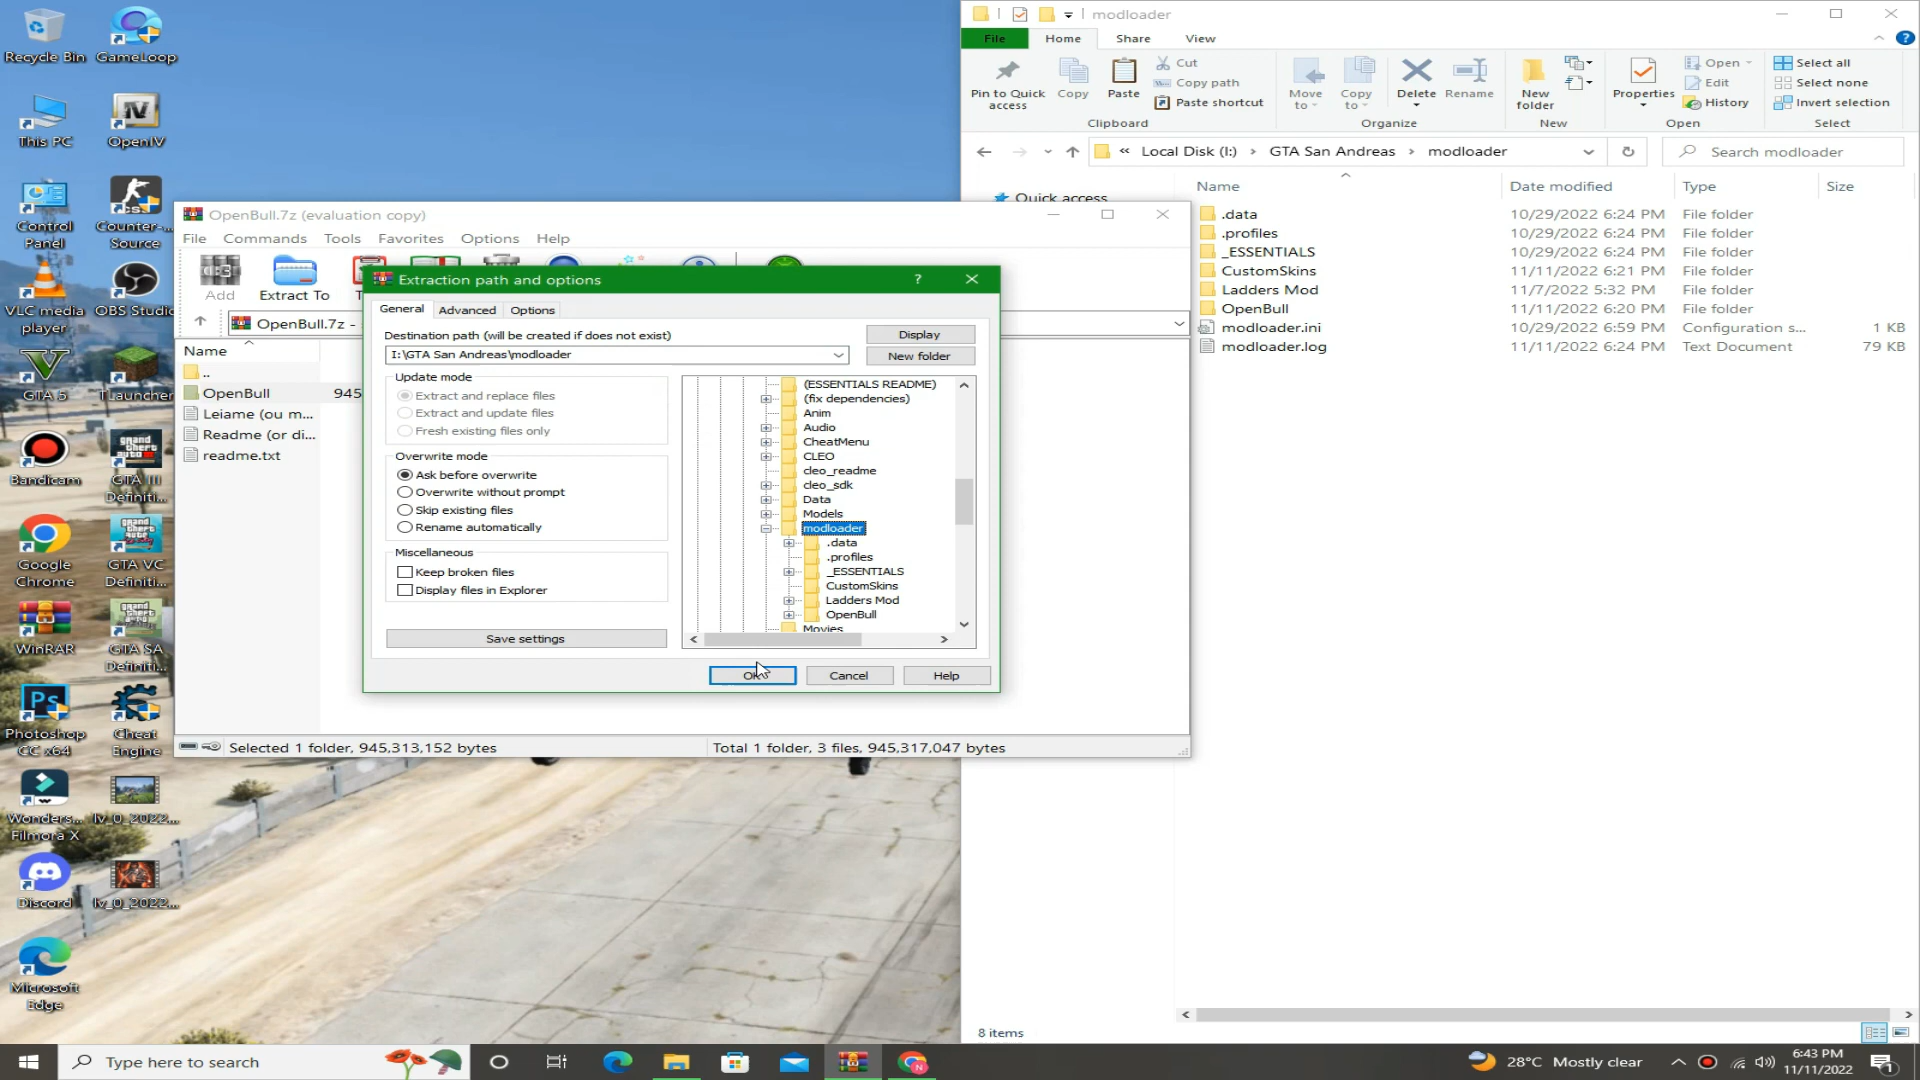 Recycle Bin
GameLoop
This PC
OpenIV
Control Panel
Counter-... Source
VLC media player
OBS Studio
GTA 5
TLauncher
Bandicam
GTA III Definiti...
Google Chrome
GTA VC Definiti...
WinRAR
GTA SA Definiti...
Photoshop CC x64
Cheat Engine
Wonders... Filmora X
lv_0_2022...
Discord
lv_0_2022...
Microsoft Edge
modloader
File Home Share View
Pin to Quick access
Copy
Paste
Cut
Copy path
Paste shortcut
Clipboard
Move to
Copy to
Delete
Rename
Organize
New folder
New
Properties
Open
Edit
History
Open
Select all
Select none
Invert selection
Select
« Local Disk (I:) › GTA San Andreas › modloader
Search modloader
Quick access
Name Date modified Type Size
.data 10/29/2022 6:24 PM File folder
.profiles 10/29/2022 6:24 PM File folder
_ESSENTIALS 10/29/2022 6:24 PM File folder
CustomSkins 11/11/2022 6:21 PM File folder
Ladders Mod 11/7/2022 5:32 PM File folder
OpenBull 11/11/2022 6:20 PM File folder
modloader.ini 10/29/2022 6:59 PM Configuration s... 1 KB
modloader.log 11/11/2022 6:24 PM Text Document 79 KB
8 items
OpenBull.7z (evaluation copy)
File Commands Tools Favorites Options Help
Add
Extract To
OpenBull.7z -
Name
..
OpenBull 945
Leiame (ou m...
Readme (or di...
readme.txt
Selected 1 folder, 945,313,152 bytes
Total 1 folder, 3 files, 945,317,047 bytes
Extraction path and options
General Advanced Options
Destination path (will be created if does not exist)
I:\GTA San Andreas\modloader
Display
New folder
Update mode
Extract and replace files
Extract and update files
Fresh existing files only
Overwrite mode
Ask before overwrite
Overwrite without prompt
Skip existing files
Rename automatically
Miscellaneous
Keep broken files
Display files in Explorer
Save settings
(ESSENTIALS README)
(fix dependencies)
Anim
Audio
CheatMenu
CLEO
cleo_readme
cleo_sdk
Data
Models
modloader
.data
.profiles
_ESSENTIALS
CustomSkins
Ladders Mod
OpenBull
Movies
OK
Cancel
Help
Type here to search
28°C Mostly clear
6:43 PM
11/11/2022
1